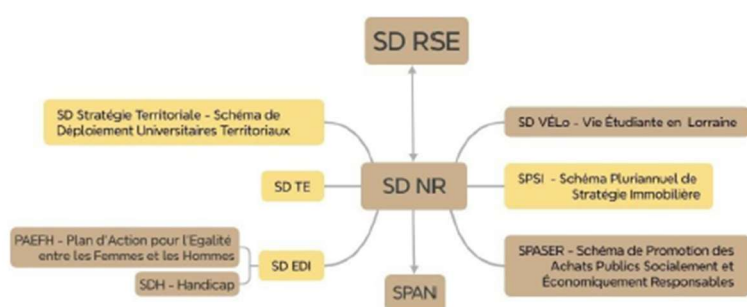 SD RSE
SD Stratégie Territoriale - Schéma de
Déploiement Universitaires Territoriaux
SD VÉLo - Vie Étudiante en Lorraine
SD TE
SD NR
SPSI - Schéma Pluriannuel de
Stratégie Immobilière
PAEFH - Plan d'Action pour l'Egalité
entre les Femmes et les Hommes
SD EDI
SDH - Handicap
SPASER - Schéma de Promotion des
Achats Publics Socialement et
Économiquement Responsables
SPAN